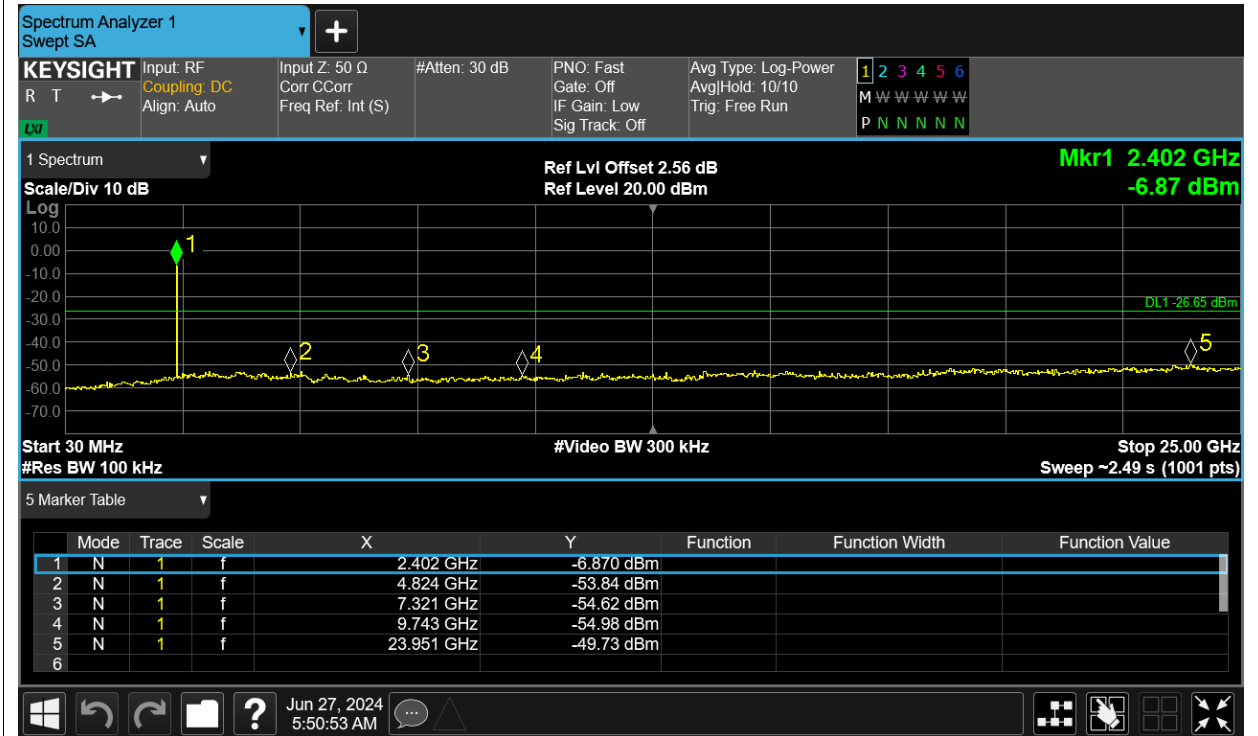 Spectrum Analyzer 1
Swept SA
+
KEYSIGHT Input: RF Input Z: 50 Ω #Atten: 30 dB PNO: Fast Avg Type: Log-Power 1 2 3 4 5 6
R T Coupling: DC Corr CCorr Gate: Off Avg|Hold: 10/10 M W W W W W
Align: Auto Freq Ref: Int (S) IF Gain: Low Trig: Free Run P N N N N N N
LXI Sig Track: Off
1 Spectrum
Ref Lvl Offset 2.56 dB Mkr1 2.402 GHz
Scale/Div 10 dB Ref Level 20.00 dBm -6.87 dBm
Log
10.0
1
0.00
-10.0
-20.0
DL1 -26.65 dBm
-30.0
-40.0
2 3 4 5
-50.0
-60.0
-70.0
Start 30 MHz #Video BW 300 kHz Stop 25.00 GHz
#Res BW 100 kHz Sweep ~2.49 s (1001 pts)
5 Marker Table
Mode Trace Scale X Y Function Function Width Function Value
1 N 1 f 2.402 GHz -6.870 dBm
2 N 1 f 4.824 GHz -53.84 dBm
3 N 1 f 7.321 GHz -54.62 dBm
4 N 1 f 9.743 GHz -54.98 dBm
5 N 1 f 23.951 GHz -49.73 dBm
6
? Jun 27, 2024
5:50:53 AM